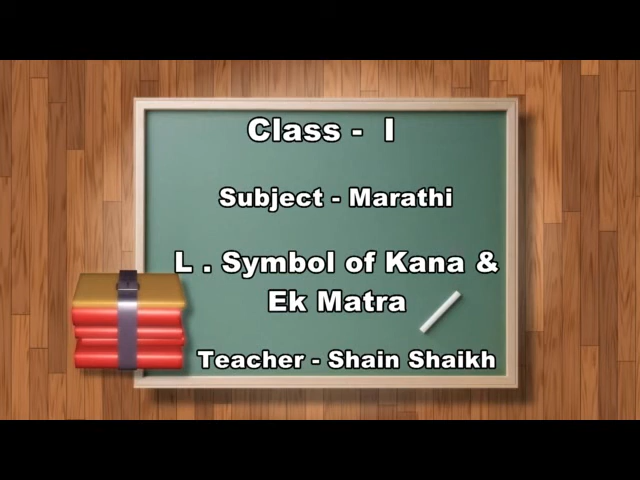 Class - I
Subject - Marathi
L . Symbol of Kana &
Ek Matra
Teacher - Shain Shaikh